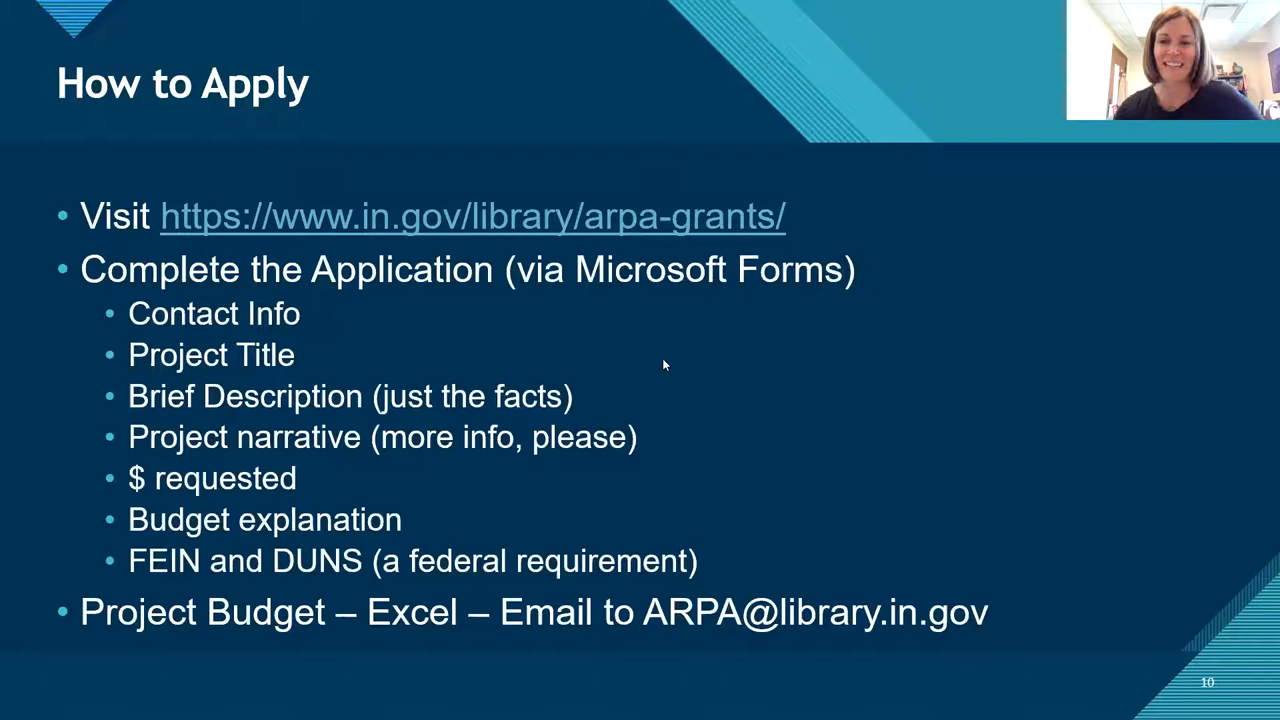 How to Apply
• Visit https://www.in.gov/library/arpa-grants/
• Complete the Application (via Microsoft Forms)
• Contact Info
• Project Title
• Brief Description (just the facts)
• Project narrative (more info, please)
• $ requested
• Budget explanation
• FEIN and DUNS (a federal requirement)
• Project Budget – Excel – Email to ARPA@library.in.gov
10